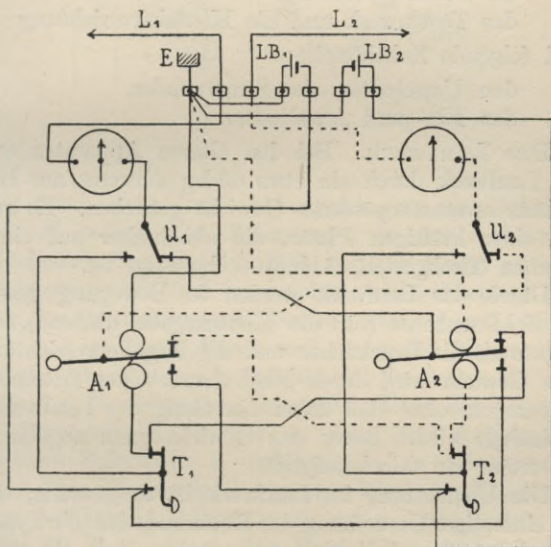 L₁ L₂
E LB₁ LB₂
u₁ u₂
A₁ A₂
T₁ T₂